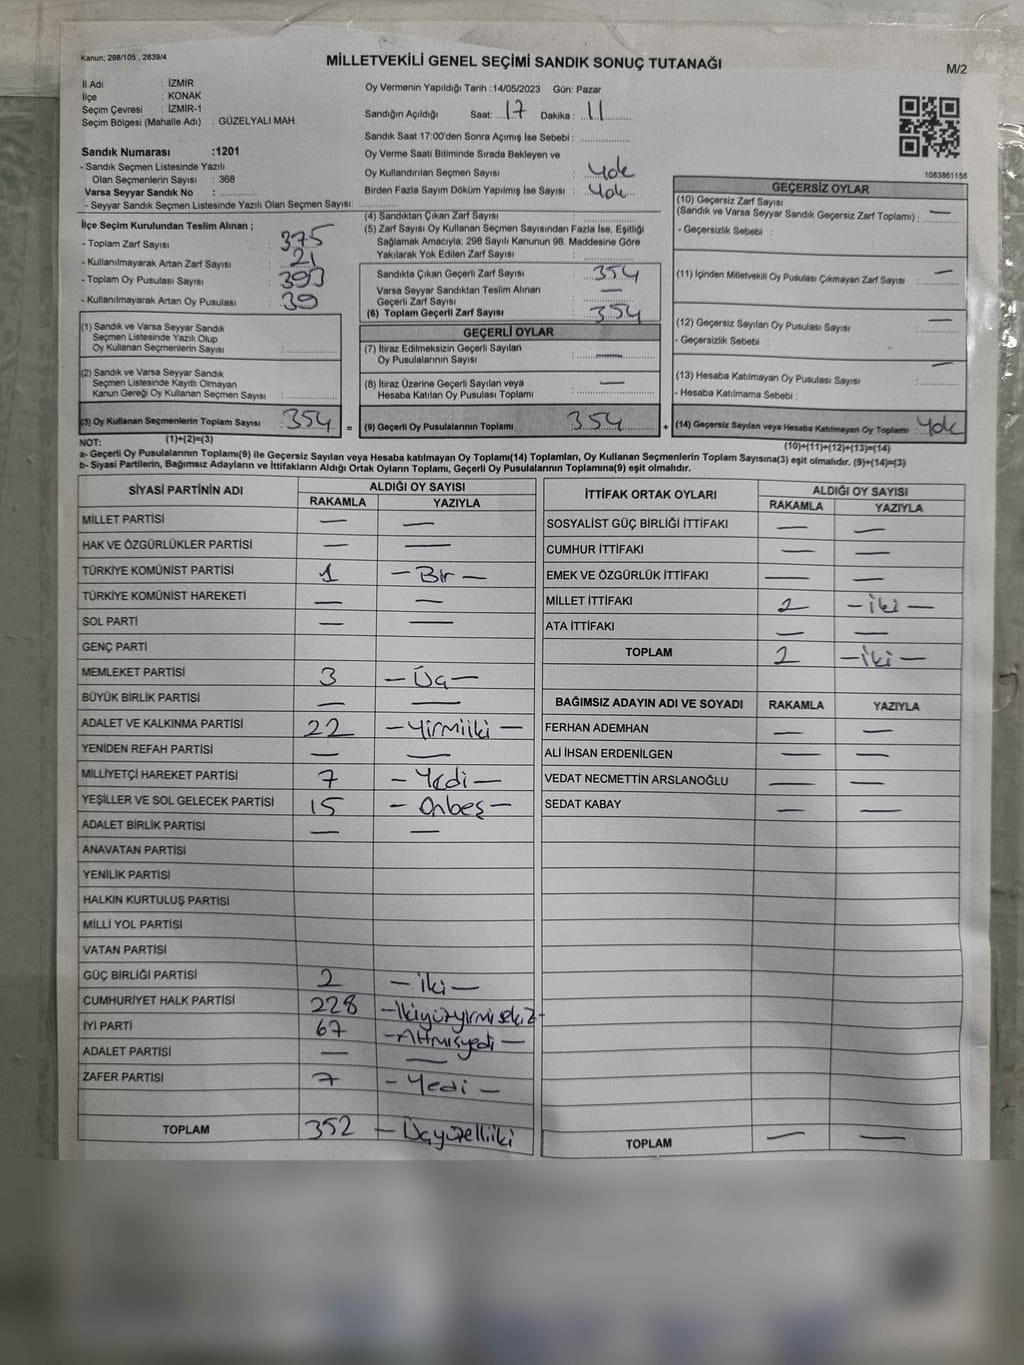 Kanun; 298/105 , 2839/4
MİLLETVEKİLİ GENEL SEÇİMİ SANDIK SONUÇ TUTANAĞI
M/2
İl Adı : İZMİR
İlçe : KONAK
Seçim Çevresi : İZMİR-1
Seçim Bölgesi (Mahalle Adı) : GÜZELYALI MAH.
Oy Vermenin Yapıldığı Tarih :14/05/2023 Gün: Pazar
Sandığın Açıldığı Saat: 17 Dakika : 11
Sandık Saat 17:00'den Sonra Açımış İse Sebebi :
Sandık Numarası :1201
- Sandık Seçmen Listesinde Yazılı
Olan Seçmenlerin Sayısı : 368
Varsa Seyyar Sandık No :
- Seyyar Sandık Seçmen Listesinde Yazılı Olan Seçmen Sayısı:
Oy Verme Saati Bitiminde Sırada Bekleyen ve
Oy Kullandırılan Seçmen Sayısı : Yok
Birden Fazla Sayım Döküm Yapılmış İse Sayısı : Yok
1083861158
İlçe Seçim Kurulundan Teslim Alınan ;
- Toplam Zarf Sayısı : 375
- Kullanılmayarak Artan Zarf Sayısı : 21
- Toplam Oy Pusulası Sayısı : 393
- Kullanılmayarak Artan Oy Pusulası : 39
(4) Sandıktan Çıkan Zarf Sayısı :
(5) Zarf Sayısı Oy Kullanan Seçmen Sayısından Fazla İse, Eşitliği
Sağlamak Amacıyla; 298 Sayılı Kanunun 98. Maddesine Göre
Yakılarak Yok Edilen Zarf Sayısı :
Sandıkta Çıkan Geçerli Zarf Sayısı : 354
Varsa Seyyar Sandıktan Teslim Alınan
Geçerli Zarf Sayısı : —
(6) Toplam Geçerli Zarf Sayısı : 354
GEÇERSİZ OYLAR
(10) Geçersiz Zarf Sayısı
(Sandık ve Varsa Seyyar Sandık Geçersiz Zarf Toplamı) : —
- Geçersizlik Sebebi :
(11) İçinden Milletvekili Oy Pusulası Çıkmayan Zarf Sayısı : —
(12) Geçersiz Sayılan Oy Pusulası Sayısı : —
- Geçersizlik Sebebi :
(13) Hesaba Katılmayan Oy Pusulası Sayısı : —
- Hesaba Katılmama Sebebi :
(1) Sandık ve Varsa Seyyar Sandık
Seçmen Listesinde Yazılı Olup
Oy Kullanan Seçmenlerin Sayısı :
(2) Sandık ve Varsa Seyyar Sandık
Seçmen Listesinde Kayıtlı Olmayan
Kanun Gereği Oy Kullanan Seçmen Sayısı :
GEÇERLİ OYLAR
(7) İtiraz Edilmeksizin Geçerli Sayılan
Oy Pusulalarının Sayısı : —
(8) İtiraz Üzerine Geçerli Sayılan veya
Hesaba Katılan Oy Pusulası Toplamı : —
(3) Oy Kullanan Seçmenlerin Toplam Sayısı : 354 = (9) Geçerli Oy Pusulalarının Toplamı : 354 + (14) Geçersiz Sayılan veya Hesaba Katılmayan Oy Toplamı : Yok
NOT: (1)+(2)=(3)
(10)+(11)+(12)+(13)=(14)
a- Geçerli Oy Pusulaları Toplamı(9) ile Geçersiz Sayılan veya Hesaba katılmayan Oy Toplamı(14) Toplamları, Oy Kullanan Seçmenlerin Toplam Sayısına(3) eşit olmalıdır. (9)+(14)=(3)
b- Siyasi Partilerin, Bağımsız Adayların ve İttifakların Aldığı Ortak Oyların Toplamı, Geçerli Oy Pusulalarının Toplamına(9) eşit olmalıdır.
SİYASİ PARTİNİN ADI ALDIĞI OY SAYISI
RAKAMLA YAZIYLA
MİLLET PARTİSİ — —
HAK VE ÖZGÜRLÜKLER PARTİSİ — —
TÜRKİYE KOMÜNİST PARTİSİ 1 — Bir —
TÜRKİYE KOMÜNİST HAREKETİ — —
SOL PARTİ — —
GENÇ PARTİ
MEMLEKET PARTİSİ 3 — Üç —
BÜYÜK BİRLİK PARTİSİ — —
ADALET VE KALKINMA PARTİSİ 22 — Yirmiiki —
YENİDEN REFAH PARTİSİ — —
MİLLİYETÇİ HAREKET PARTİSİ 7 — Yedi —
YEŞİLLER VE SOL GELECEK PARTİSİ 15 — Onbeş —
ADALET BİRLİK PARTİSİ — —
ANAVATAN PARTİSİ
YENİLİK PARTİSİ
HALKIN KURTULUŞ PARTİSİ
MİLLİ YOL PARTİSİ
VATAN PARTİSİ
GÜÇ BİRLİĞİ PARTİSİ 2 — iki —
CUMHURİYET HALK PARTİSİ 228 — İkiyüzyirmisekiz —
İYİ PARTİ 67 — Altmışyedi —
ADALET PARTİSİ — —
ZAFER PARTİSİ 7 — Yedi —
TOPLAM 352 — Üçyüzelliiki
İTTİFAK ORTAK OYLARI ALDIĞI OY SAYISI
RAKAMLA YAZIYLA
SOSYALİST GÜÇ BİRLİĞİ İTTİFAKI — —
CUMHUR İTTİFAKI — —
EMEK VE ÖZGÜRLÜK İTTİFAKI — —
MİLLET İTTİFAKI 2 — iki —
ATA İTTİFAKI — —
TOPLAM 2 — iki —
BAĞIMSIZ ADAYIN ADI VE SOYADI RAKAMLA YAZIYLA
FERHAN ADEMHAN — —
ALİ İHSAN ERDENİLGEN — —
VEDAT NECMETTİN ARSLANOĞLU — —
SEDAT KABAY — —
TOPLAM — —